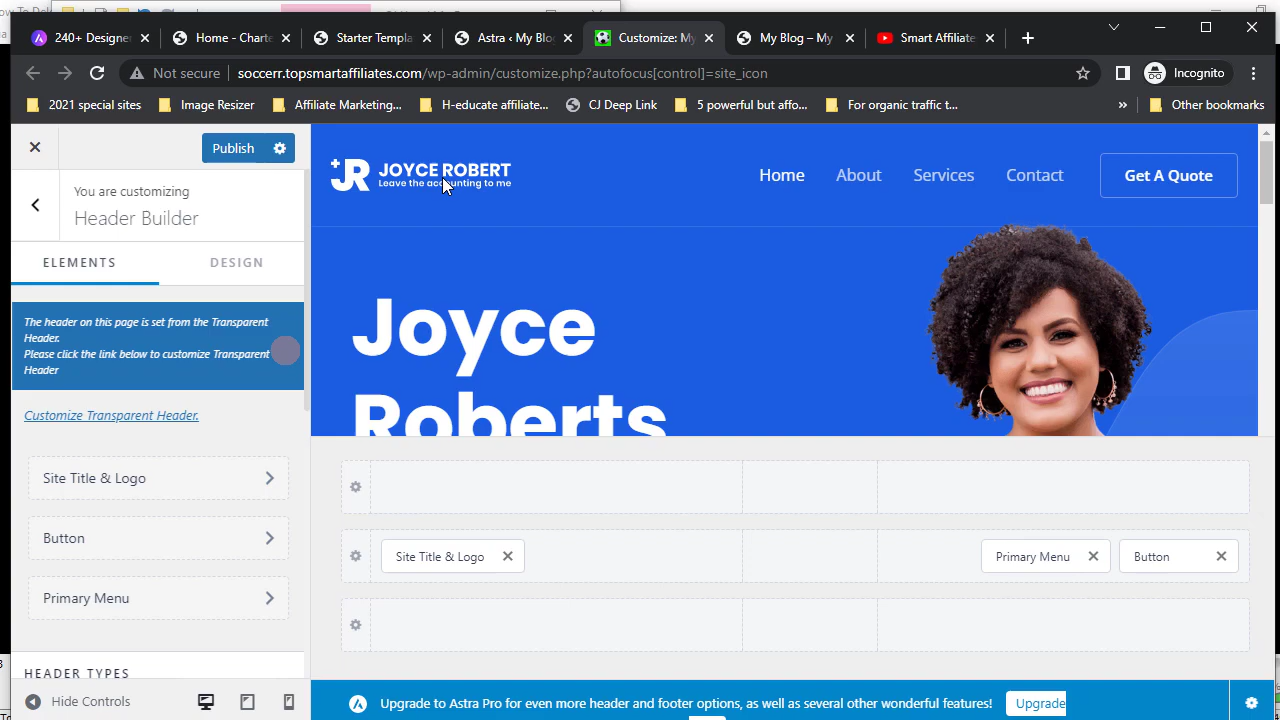 240+ Designer
Home - Charte
Starter Templa
Astra ‹ My Blo
Customize: My
My Blog – My
Smart Affiliate
Not secure
soccerr.topsmartaffiliates.com/wp-admin/customize.php?autofocus[control]=site_icon
Incognito
2021 special sites
Image Resizer
Affiliate Marketing...
H-educate affiliate...
CJ Deep Link
5 powerful but affo...
For organic traffic t...
»
Other bookmarks
Publish
You are customizing
Header Builder
ELEMENTS
DESIGN
The header on this page is set from the Transparent
Header.
Please click the link below to customize Transparent
Header
Customize Transparent Header.
Site Title & Logo
Button
Primary Menu
HEADER TYPES
Hide Controls
JR JOYCE ROBERT
Leave the accounting to me
Home
About
Services
Contact
Get A Quote
Joyce
Roberts
Site Title & Logo
Primary Menu
Button
Upgrade to Astra Pro for even more header and footer options, as well as several other wonderful features!
Upgrade